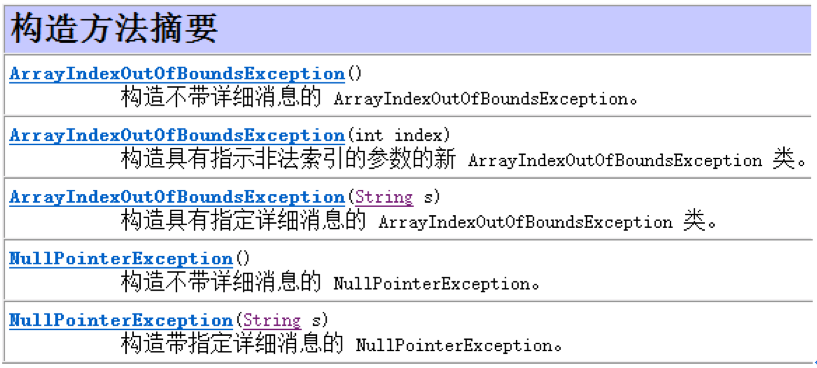 构造方法摘要
ArrayIndexOutOfBoundsException()
构造不带详细消息的 ArrayIndexOutOfBoundsException。
ArrayIndexOutOfBoundsException(int index)
构造具有指示非法索引的参数的新 ArrayIndexOutOfBoundsException 类。
ArrayIndexOutOfBoundsException(String s)
构造具有指定详细消息的 ArrayIndexOutOfBoundsException 类。
NullPointerException()
构造不带详细消息的 NullPointerException。
NullPointerException(String s)
构造带指定详细消息的 NullPointerException。